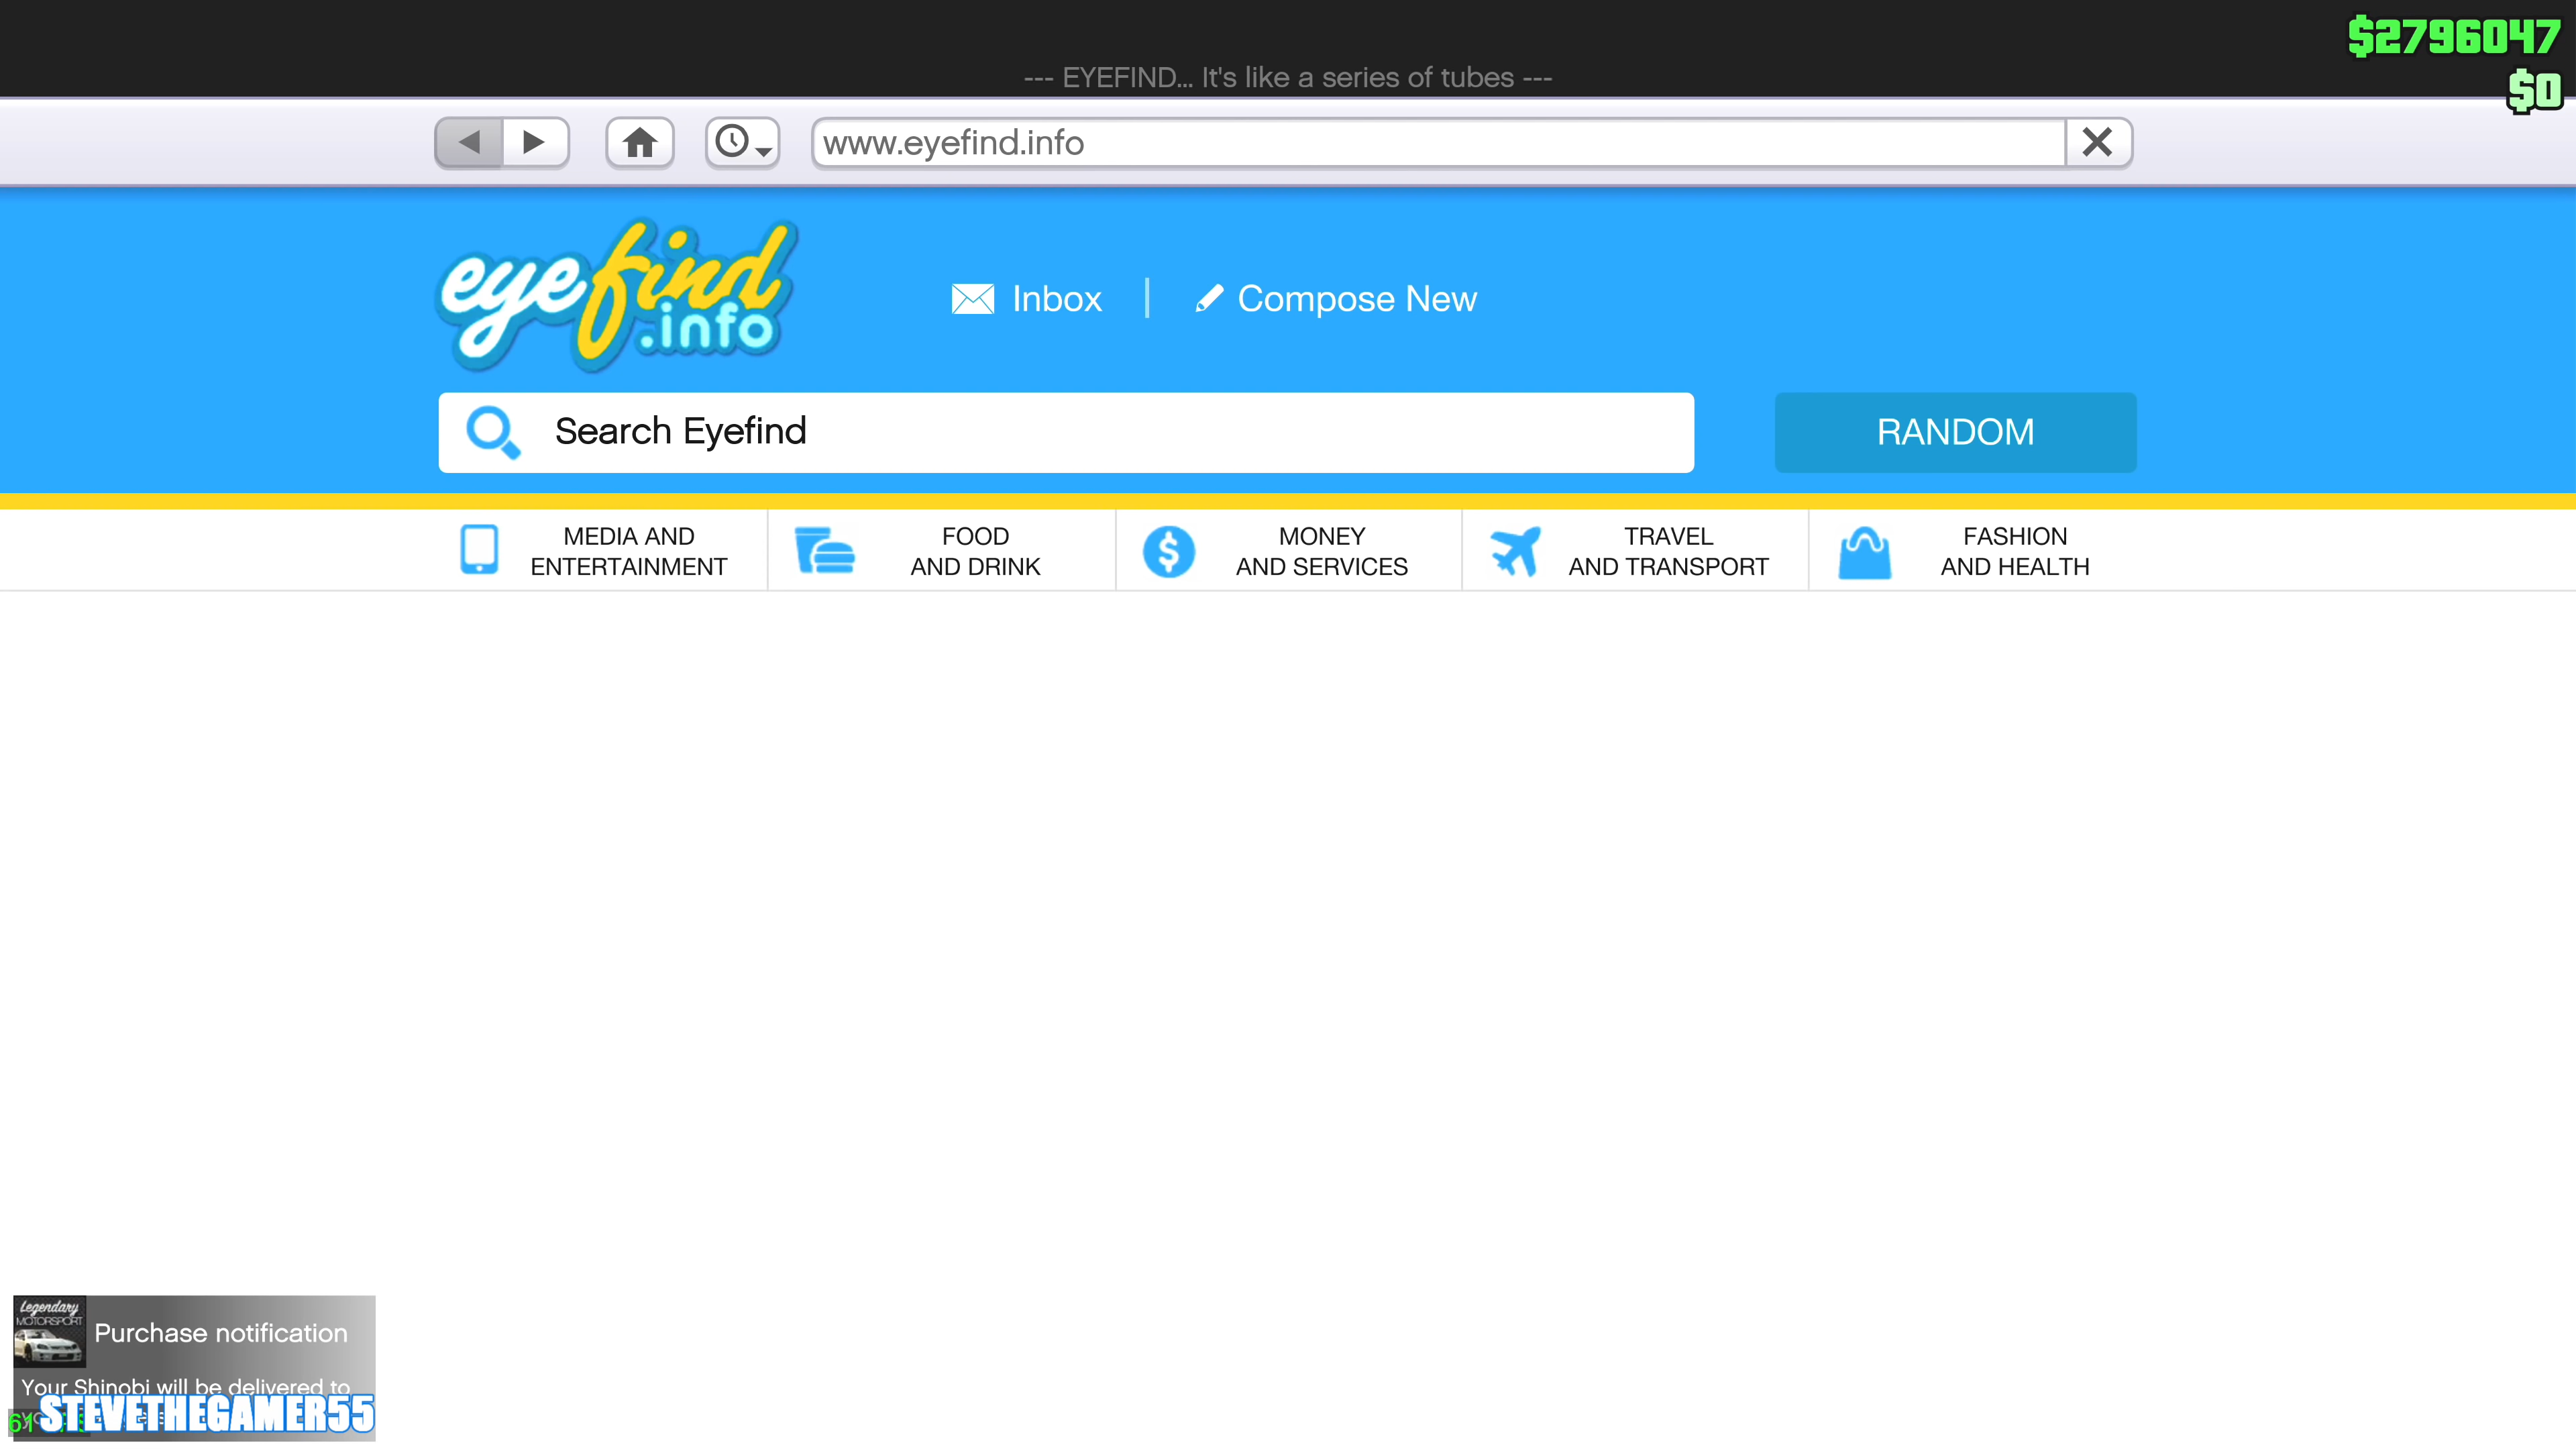 $2796047
--- EYEFIND... It's like a series of tubes ---
$0
www.eyefind.info
eyefind
.info
Inbox | Compose New
Search Eyefind
RANDOM
MEDIA AND
ENTERTAINMENT
FOOD
AND DRINK
MONEY
AND SERVICES
TRAVEL
AND TRANSPORT
FASHION
AND HEALTH
Legendary
MOTORSPORT
Purchase notification
Your Shinobi will be delivered to
61
STEVETHEGAMER55